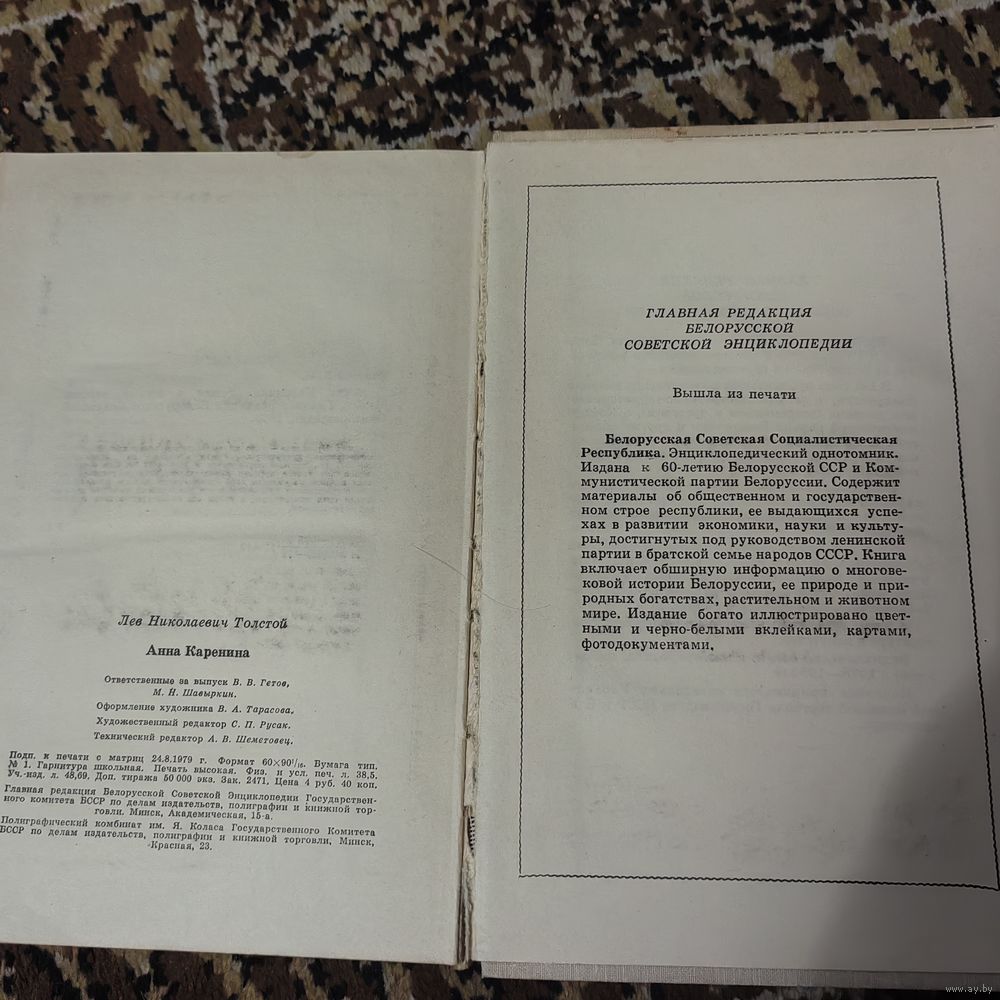 Лев Николаевич Толстой
Анна Каренина
Ответственные за выпуск В. В. Гетов,
М. Н. Шавыркин.
Оформление художника В. А. Тарасова.
Художественный редактор С. П. Русак.
Технический редактор А. В. Шеметовец.
Подп. к печати с матриц 24.8.1979 г. Формат 60×90¹/₁₆. Бумага тип.
№ 1. Гарнитура школьная. Печать высокая. Физ. и усл. печ. л. 38,5.
Уч.-изд. л. 48,69. Доп. тиража 50 000 экз. Зак. 2471. Цена 4 руб. 40 коп.
Главная редакция Белорусской Советской Энциклопедии Государствен-
ного комитета БССР по делам издательств, полиграфии и книжной тор-
говли. Минск, Академическая, 15-а.
Полиграфический комбинат им. Я. Коласа Государственного Комитета
БССР по делам издательств, полиграфии и книжной торговли, Минск,
Красная, 23.
ГЛАВНАЯ РЕДАКЦИЯ
БЕЛОРУССКОЙ
СОВЕТСКОЙ ЭНЦИКЛОПЕДИИ
Вышла из печати
Белорусская Советская Социалистическая
Республика. Энциклопедический однотомник.
Издана к 60-летию Белорусской ССР и Ком-
мунистической партии Белоруссии. Содержит
материалы об общественном и государствен-
ном строе республики, ее выдающихся успе-
хах в развитии экономики, науки и культу-
ры, достигнутых под руководством ленинской
партии в братской семье народов СССР. Книга
включает обширную информацию о многове-
ковой истории Белоруссии, ее природе и при-
родных богатствах, растительном и животном
мире. Издание богато иллюстрировано цвет-
ными и черно-белыми вклейками, картами,
фотодокументами.
www.ay.by